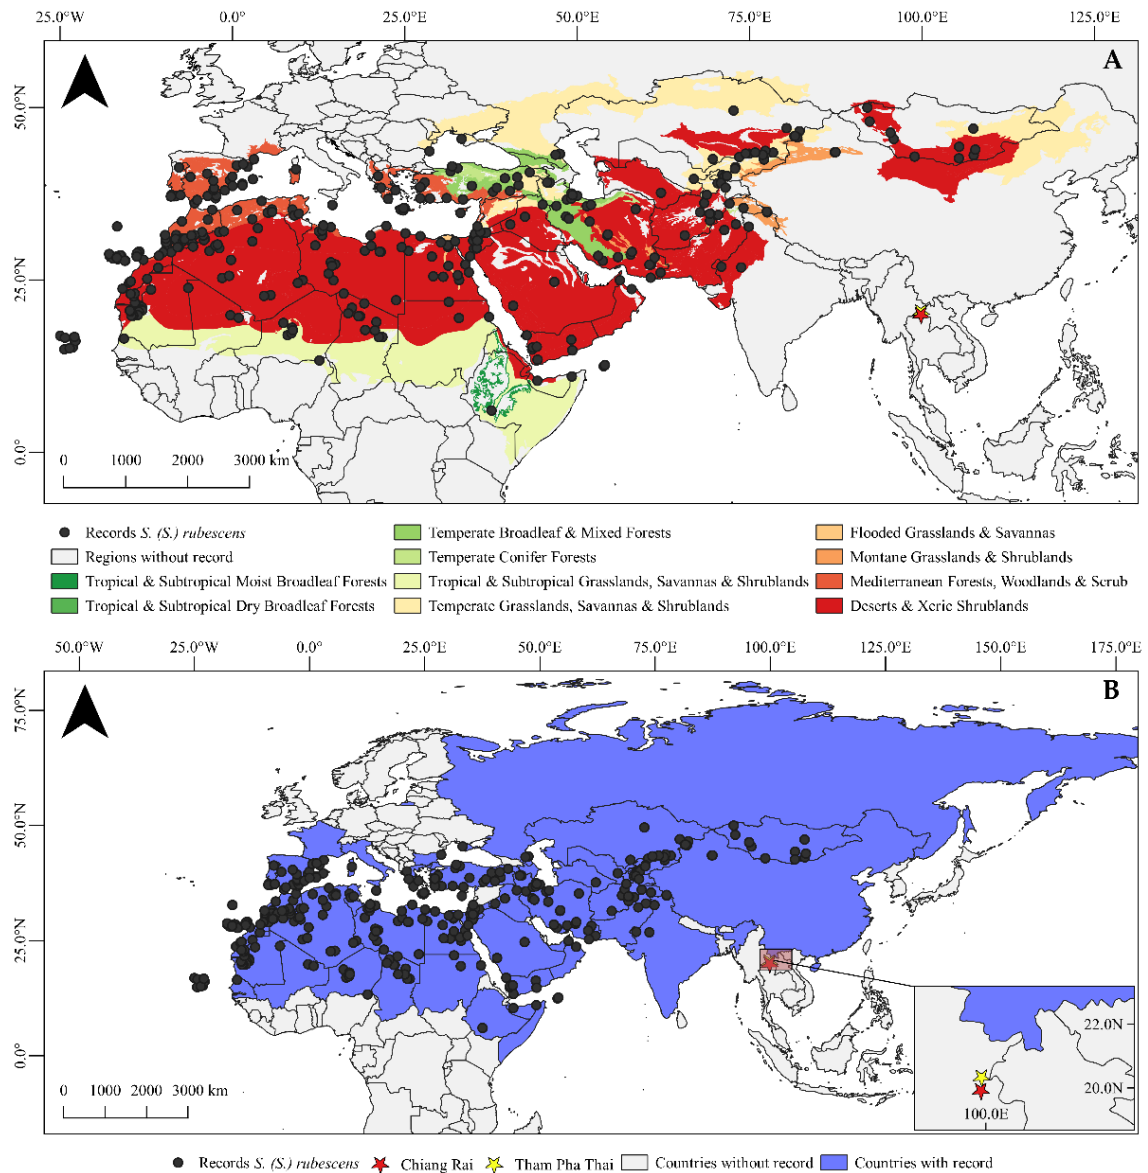 25.0°W 0.0° 25.0°E 50.0°E 75.0°E 100.0°E 125.0°E
A
50.0°N
25.0°N
0.0°
0 1000 2000 3000 km
Records S. (S.) rubescens
Regions without record
Tropical & Subtropical Moist Broadleaf Forests
Tropical & Subtropical Dry Broadleaf Forests
Temperate Broadleaf & Mixed Forests
Temperate Conifer Forests
Tropical & Subtropical Grasslands, Savannas & Shrublands
Temperate Grasslands, Savannas & Shrublands
Flooded Grasslands & Savannas
Montane Grasslands & Shrublands
Mediterranean Forests, Woodlands & Scrub
Deserts & Xeric Shrublands
50.0°W 25.0°W 0.0° 25.0°E 50.0°E 75.0°E 100.0°E 125.0°E 150.0°E 175.0°E
B
75.0°N
50.0°N
25.0°N
0.0°
0 1000 2000 3000 km
22.0N
20.0N
100.0E
Records S. (S.) rubescens Chiang Rai Tham Pha Thai Countries without record Countries with record